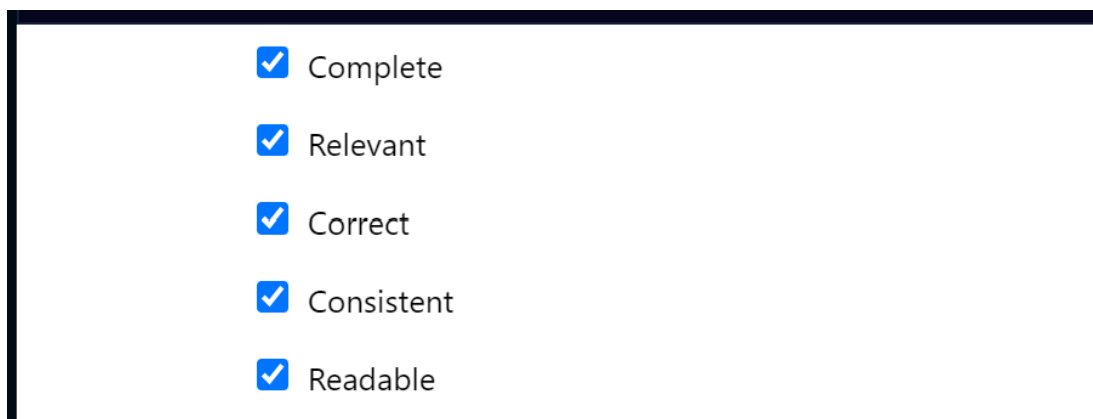 Complete
Relevant
Correct
Consistent
Readable